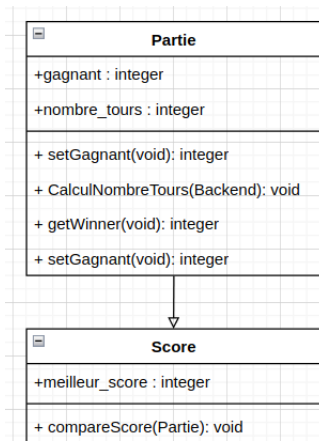 Partie
+gagnant : integer
+nombre_tours : integer
+ setGagnant(void): integer
+ CalculNombreTours(Backend): void
+ getWinner(void): integer
+ setGagnant(void): integer
Score
+meilleur_score : integer
+ compareScore(Partie): void